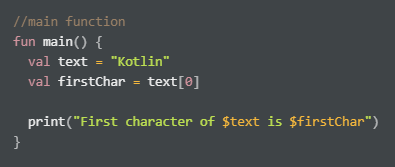 //main function
fun main() {
  val text = "Kotlin"
  val firstChar = text[0]

  print("First character of $text is $firstChar")
}